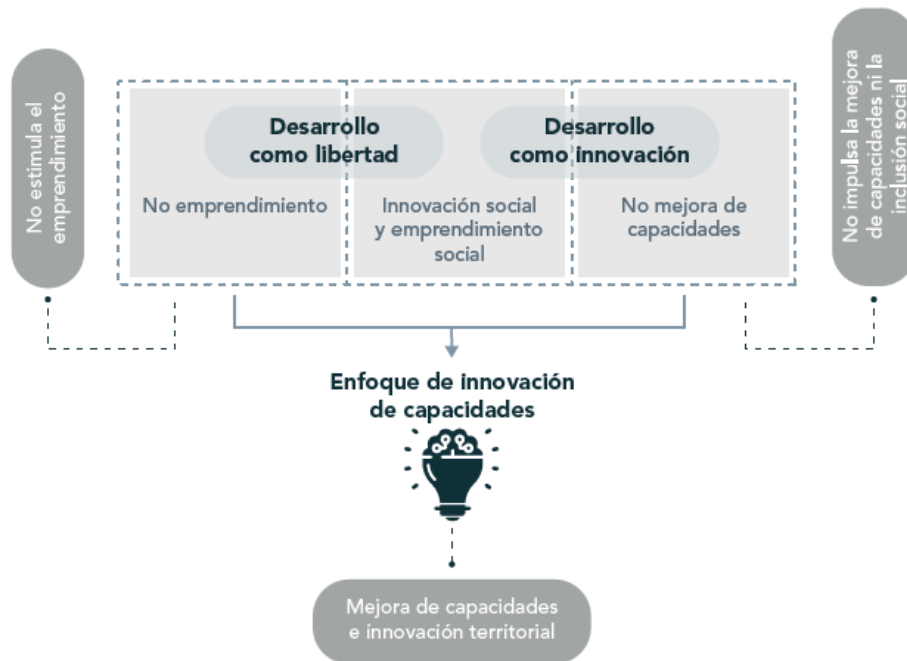 No estimula el
emprendimiento
Desarrollo
como libertad
Desarrollo
como innovación
No emprendimiento
Innovación social
y emprendimiento
social
No mejora de
capacidades
No impulsa la mejora
de capacidades ni la
inclusión social
Enfoque de innovación
de capacidades
Mejora de capacidades
e innovación territorial